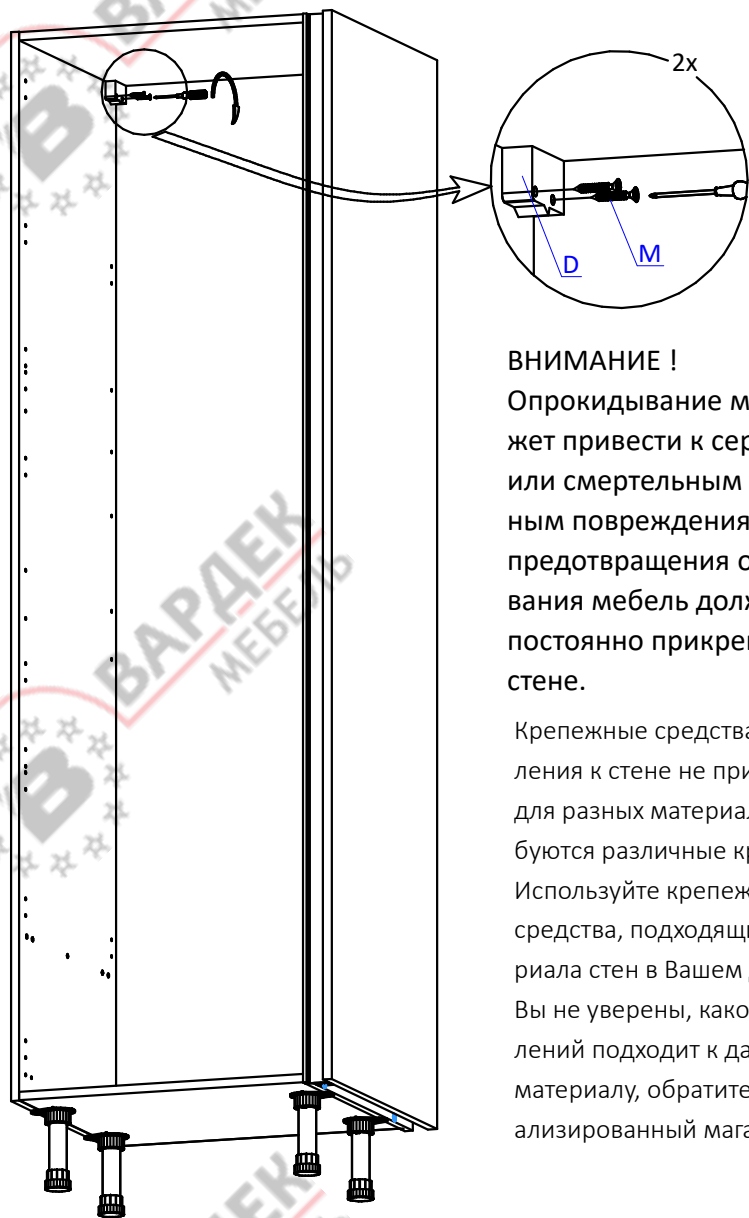 2x
D
M
ВНИМАНИЕ !
Опрокидывание м
жет привести к сер
или смертельным
ным повреждения
предотвращения о
вания мебель долж
постоянно прикреп
стене.
Крепежные средства
ления к стене не при
для разных материал
буются различные кр
Используйте крепеж
средства, подходящи
риала стен в Вашем
Вы не уверены, како
лений подходит к да
материалу, обратите
ализированный мага
ВАРДЕК
МЕБЕЛЬ